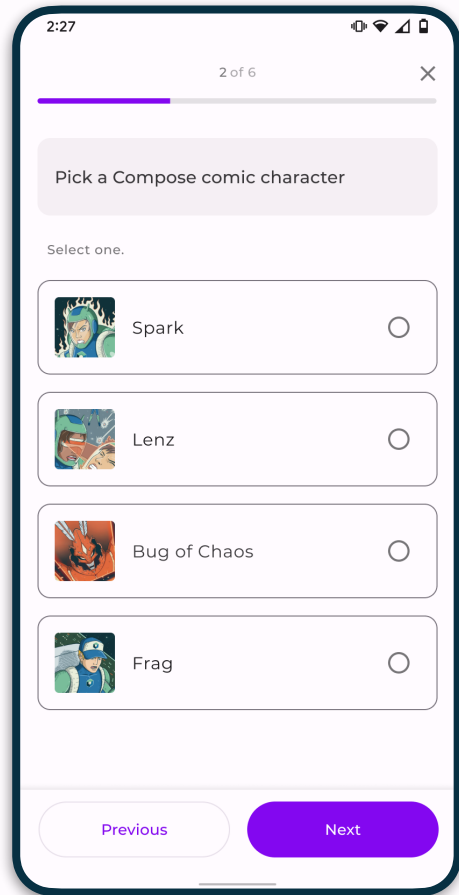 2:27
2 of 6
Pick a Compose comic character
Select one.
Spark
Lenz
Bug of Chaos
Frag
Previous
Next